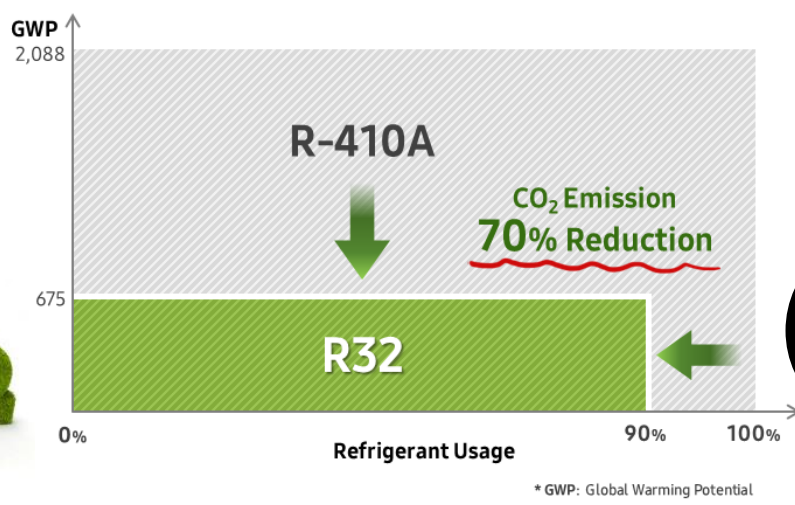 GWP
2,088
R-410A
CO₂ Emission
70% Reduction
675
R32
0%
90%
100%
Refrigerant Usage
* GWP: Global Warming Potential